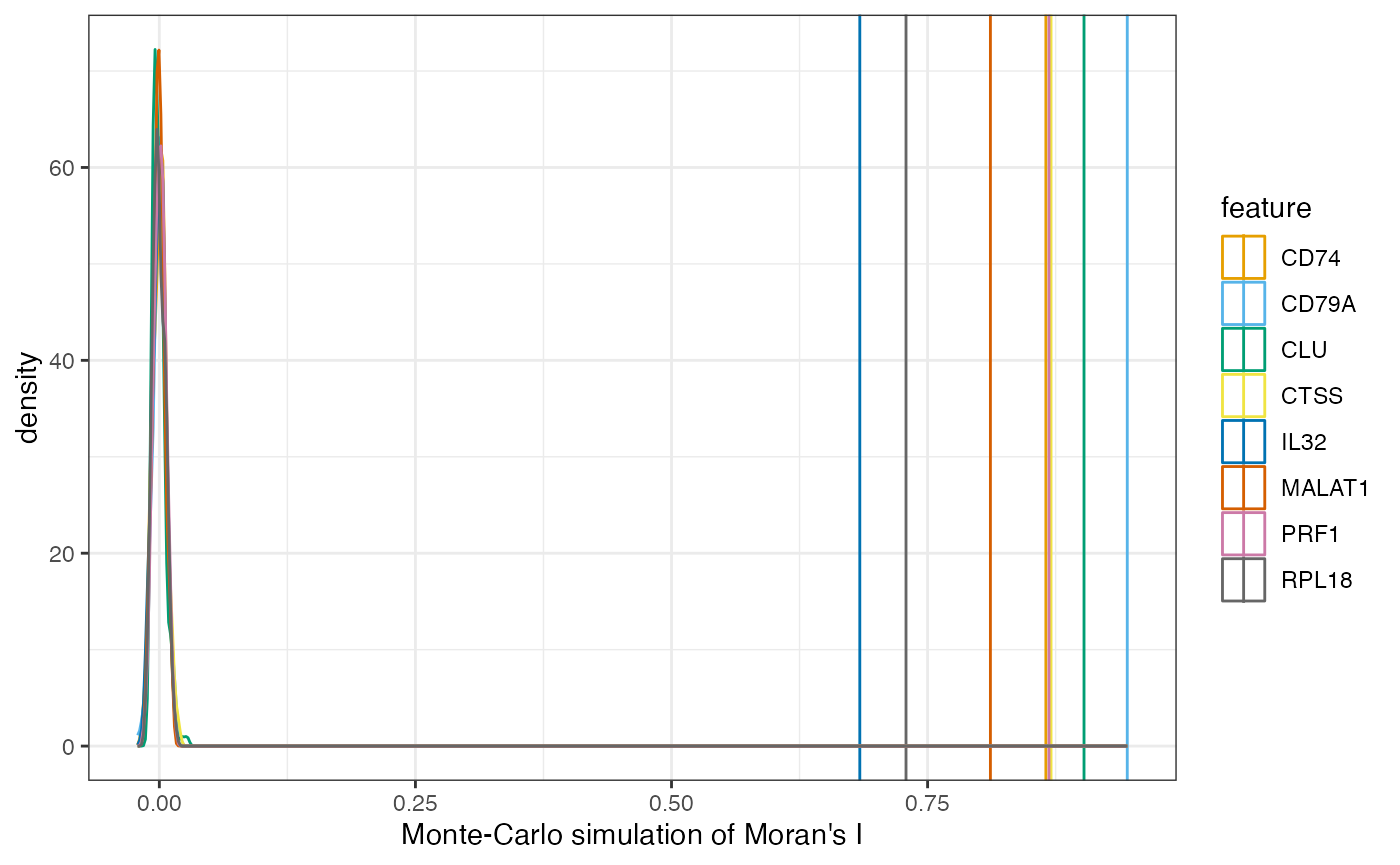 density
60
40
20
0
0.00 0.25 0.50 0.75
Monte-Carlo simulation of Moran's I
feature
CD74
CD79A
CLU
CTSS
IL32
MALAT1
PRF1
RPL18